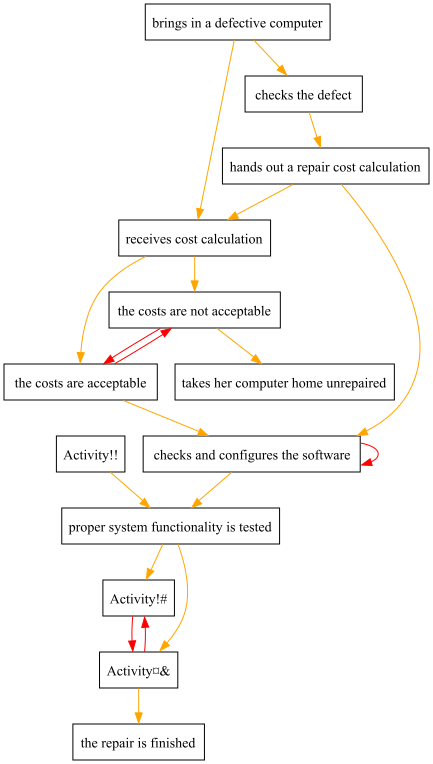 brings in a defective computer
checks the defect
hands out a repair cost calculation
receives cost calculation
the costs are not acceptable
the costs are acceptable
takes her computer home unrepaired
Activity!!
checks and configures the software
proper system functionality is tested
Activity!#
Activity¤&
the repair is finished